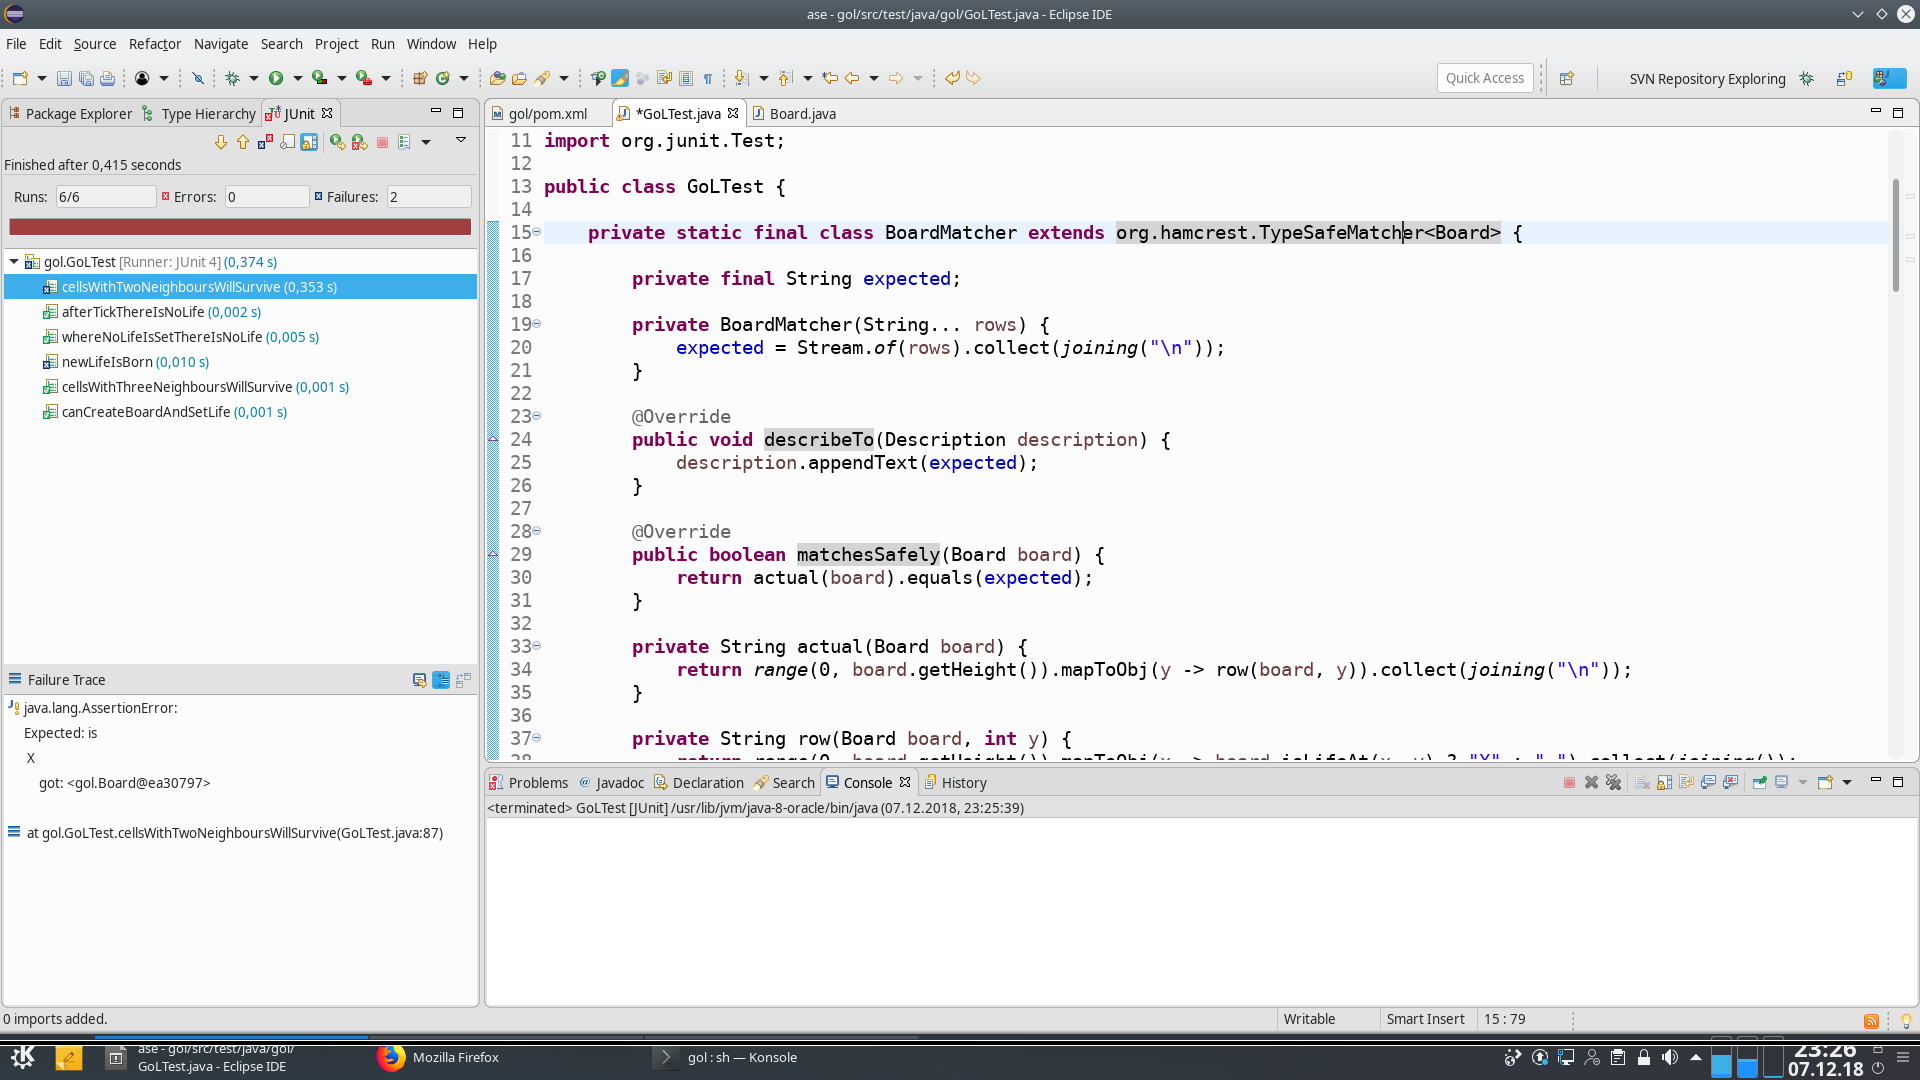 ase - gol/src/test/java/gol/GoLTest.java - Eclipse IDE
File Edit Source Refactor Navigate Search Project Run Window Help
Quick Access
SVN Repository Exploring
Package Explorer Type Hierarchy JUnit
Finished after 0,415 seconds
Runs: 6/6 Errors: 0 Failures: 2
gol.GoLTest [Runner: JUnit 4] (0,374 s)
cellsWithTwoNeighboursWillSurvive (0,353 s)
afterTickThereIsNoLife (0,002 s)
whereNoLifeIsSetThereIsNoLife (0,005 s)
newLifeIsBorn (0,010 s)
cellsWithThreeNeighboursWillSurvive (0,001 s)
canCreateBoardAndSetLife (0,001 s)
Failure Trace
java.lang.AssertionError:
Expected: is
X
got: <gol.Board@ea30797>
at gol.GoLTest.cellsWithTwoNeighboursWillSurvive(GoLTest.java:87)
gol/pom.xml *GoLTest.java Board.java
11 import org.junit.Test;
12
13 public class GoLTest {
14
15 private static final class BoardMatcher extends org.hamcrest.TypeSafeMatcher<Board> {
16
17 private final String expected;
18
19 private BoardMatcher(String... rows) {
20 expected = Stream.of(rows).collect(joining("\n"));
21 }
22
23 @Override
24 public void describeTo(Description description) {
25 description.appendText(expected);
26 }
27
28 @Override
29 public boolean matchesSafely(Board board) {
30 return actual(board).equals(expected);
31 }
32
33 private String actual(Board board) {
34 return range(0, board.getHeight()).mapToObj(y -> row(board, y)).collect(joining("\n"));
35 }
36
37 private String row(Board board, int y) {
Problems Javadoc Declaration Search Console History
<terminated> GoLTest [JUnit] /usr/lib/jvm/java-8-oracle/bin/java (07.12.2018, 23:25:39)
0 imports added.
Writable Smart Insert 15 : 79
ase - gol/src/test/java/gol/
GoLTest.java - Eclipse IDE
Mozilla Firefox
gol : sh — Konsole
23:26
07.12.18